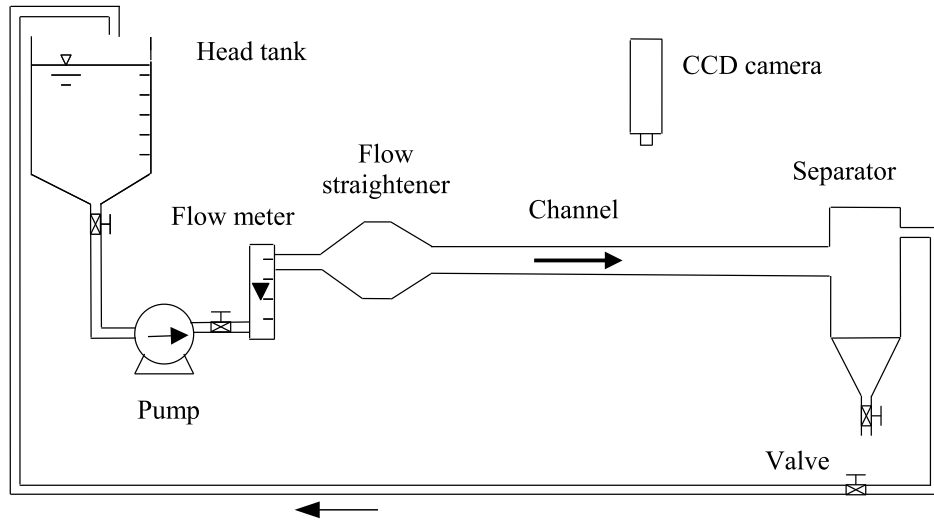 Head tank
CCD camera
Flow
straightener
Separator
Flow meter
Channel
Pump
Valve